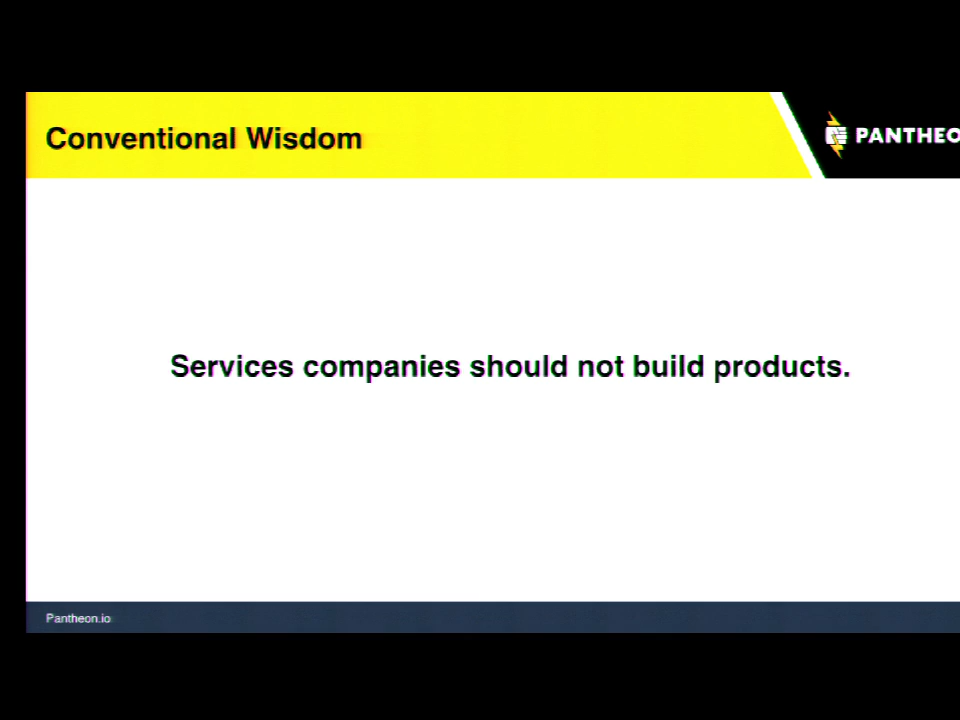 Conventional Wisdom
PANTHEO
Services companies should not build products.
Pantheon.io